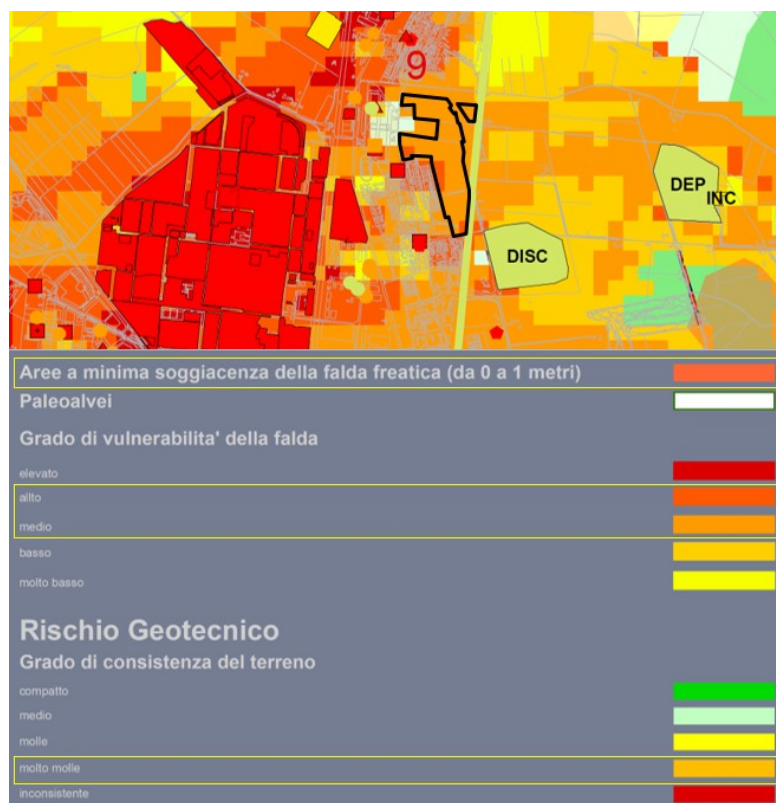 9
DEP
INC
DISC
Aree a minima soggiacenza della falda freatica (da 0 a 1 metri)
Paleoalvei
Grado di vulnerabilita' della falda
elevato
allto
medio
basso
molto basso
Rischio Geotecnico
Grado di consistenza del terreno
compatto
medio
molle
molto molle
inconsistente